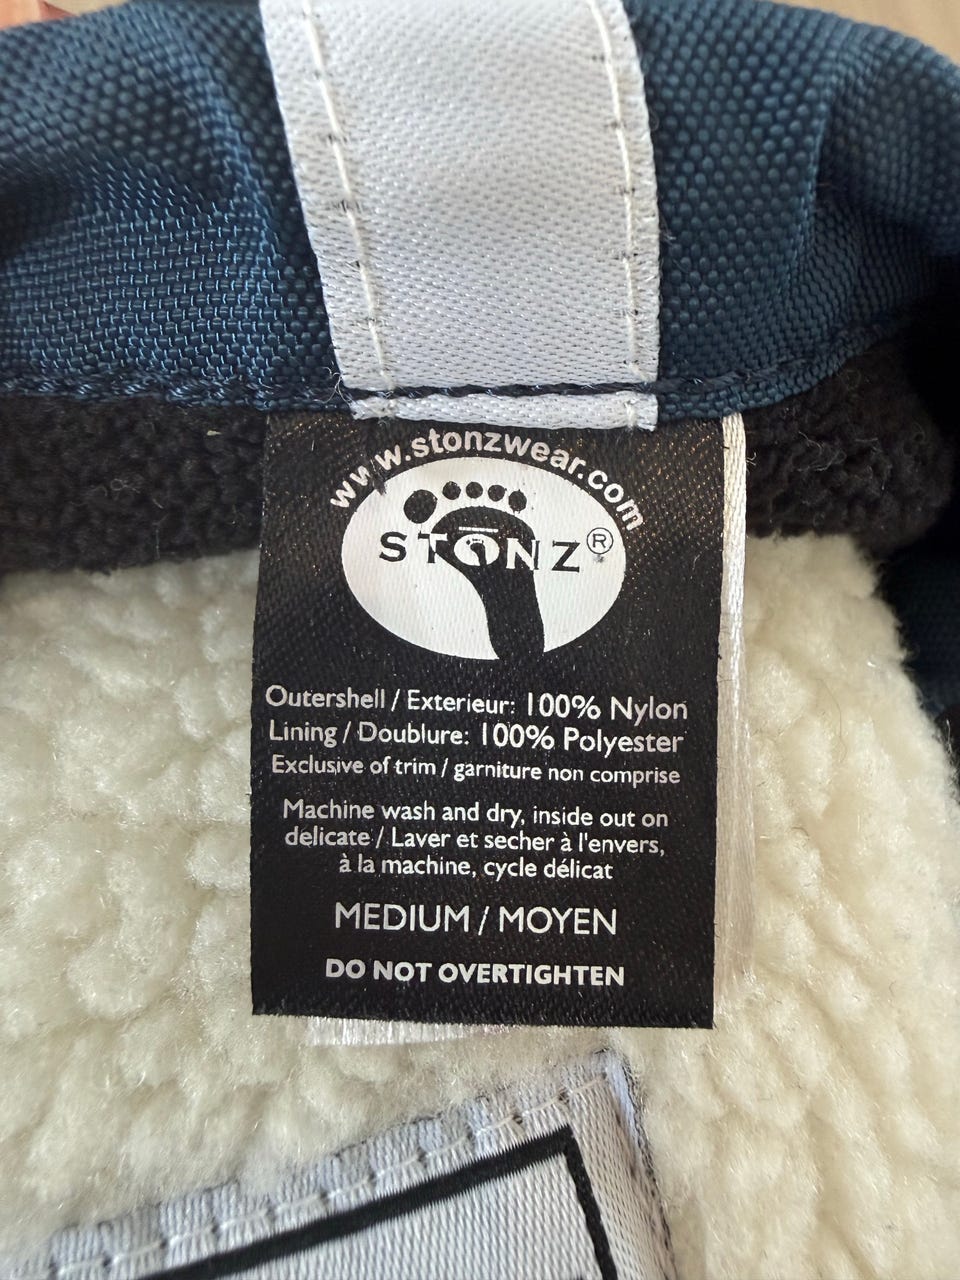 www.stonzwear.com
STŌNZ®
Outershell / Exterieur: 100% Nylon
Lining / Doublure: 100% Polyester
Exclusive of trim / garniture non comprise
Machine wash and dry, inside out on
delicate / Laver et secher à l'envers,
à la machine, cycle délicat
MEDIUM / MOYEN
DO NOT OVERTIGHTEN